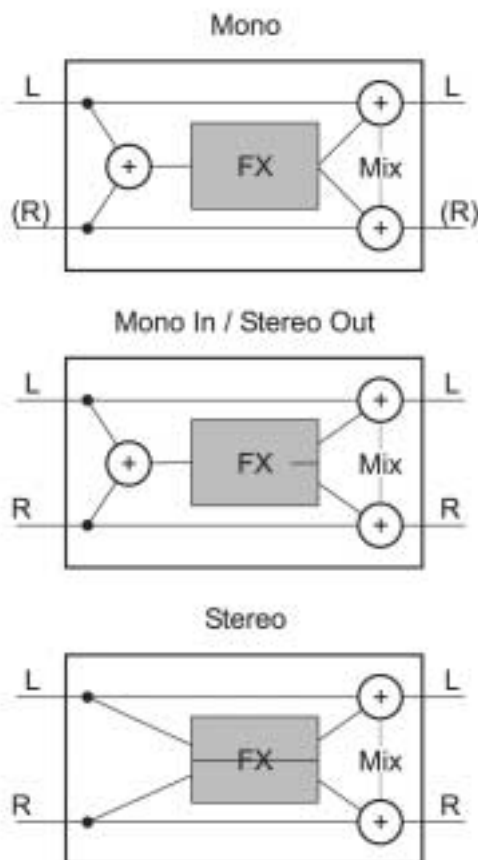 Mono
L L
+
+ FX Mix
(R) + (R)
Mono In / Stereo Out
L + L
+ FX Mix
R + R
Stereo
L + L
FX Mix
R + R